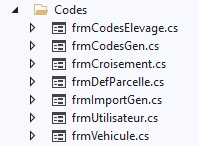 Codes
frmCodesElevage.cs
frmCodesGen.cs
frmCroisement.cs
frmDefParcelle.cs
frmImportGen.cs
frmUtilisateur.cs
frmVehicule.cs